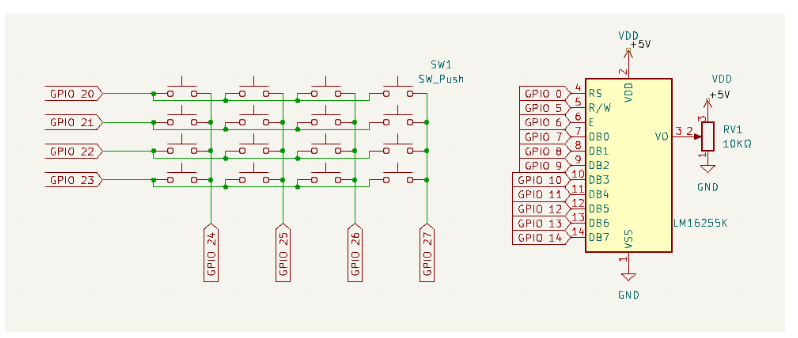 SW1
SW_Push
GPIO 20
GPIO 21
GPIO 22
GPIO 23
GPIO 24
GPIO 25
GPIO 26
GPIO 27
VDD
+5V
2
VDD
GPIO 0 4 RS
GPIO 5 5 R/W
GPIO 6 6 E
GPIO 7 7 DB0
GPIO 8 8 DB1
GPIO 9 9 DB2
GPIO 10 10 DB3
GPIO 11 11 DB4
GPIO 12 12 DB5
GPIO 13 13 DB6
GPIO 14 14 DB7
VO 3
VSS
1
GND
LM16255K
VDD
+5V
3
2
RV1
10kΩ
1
GND